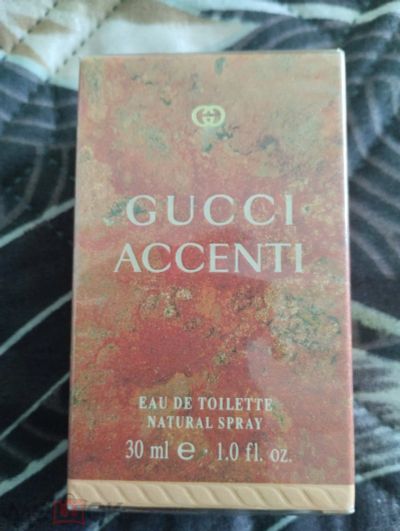 GUCCI
ACCENTI
EAU DE TOILETTE
NATURAL SPRAY
30 ml e · 1.0 fl. oz.